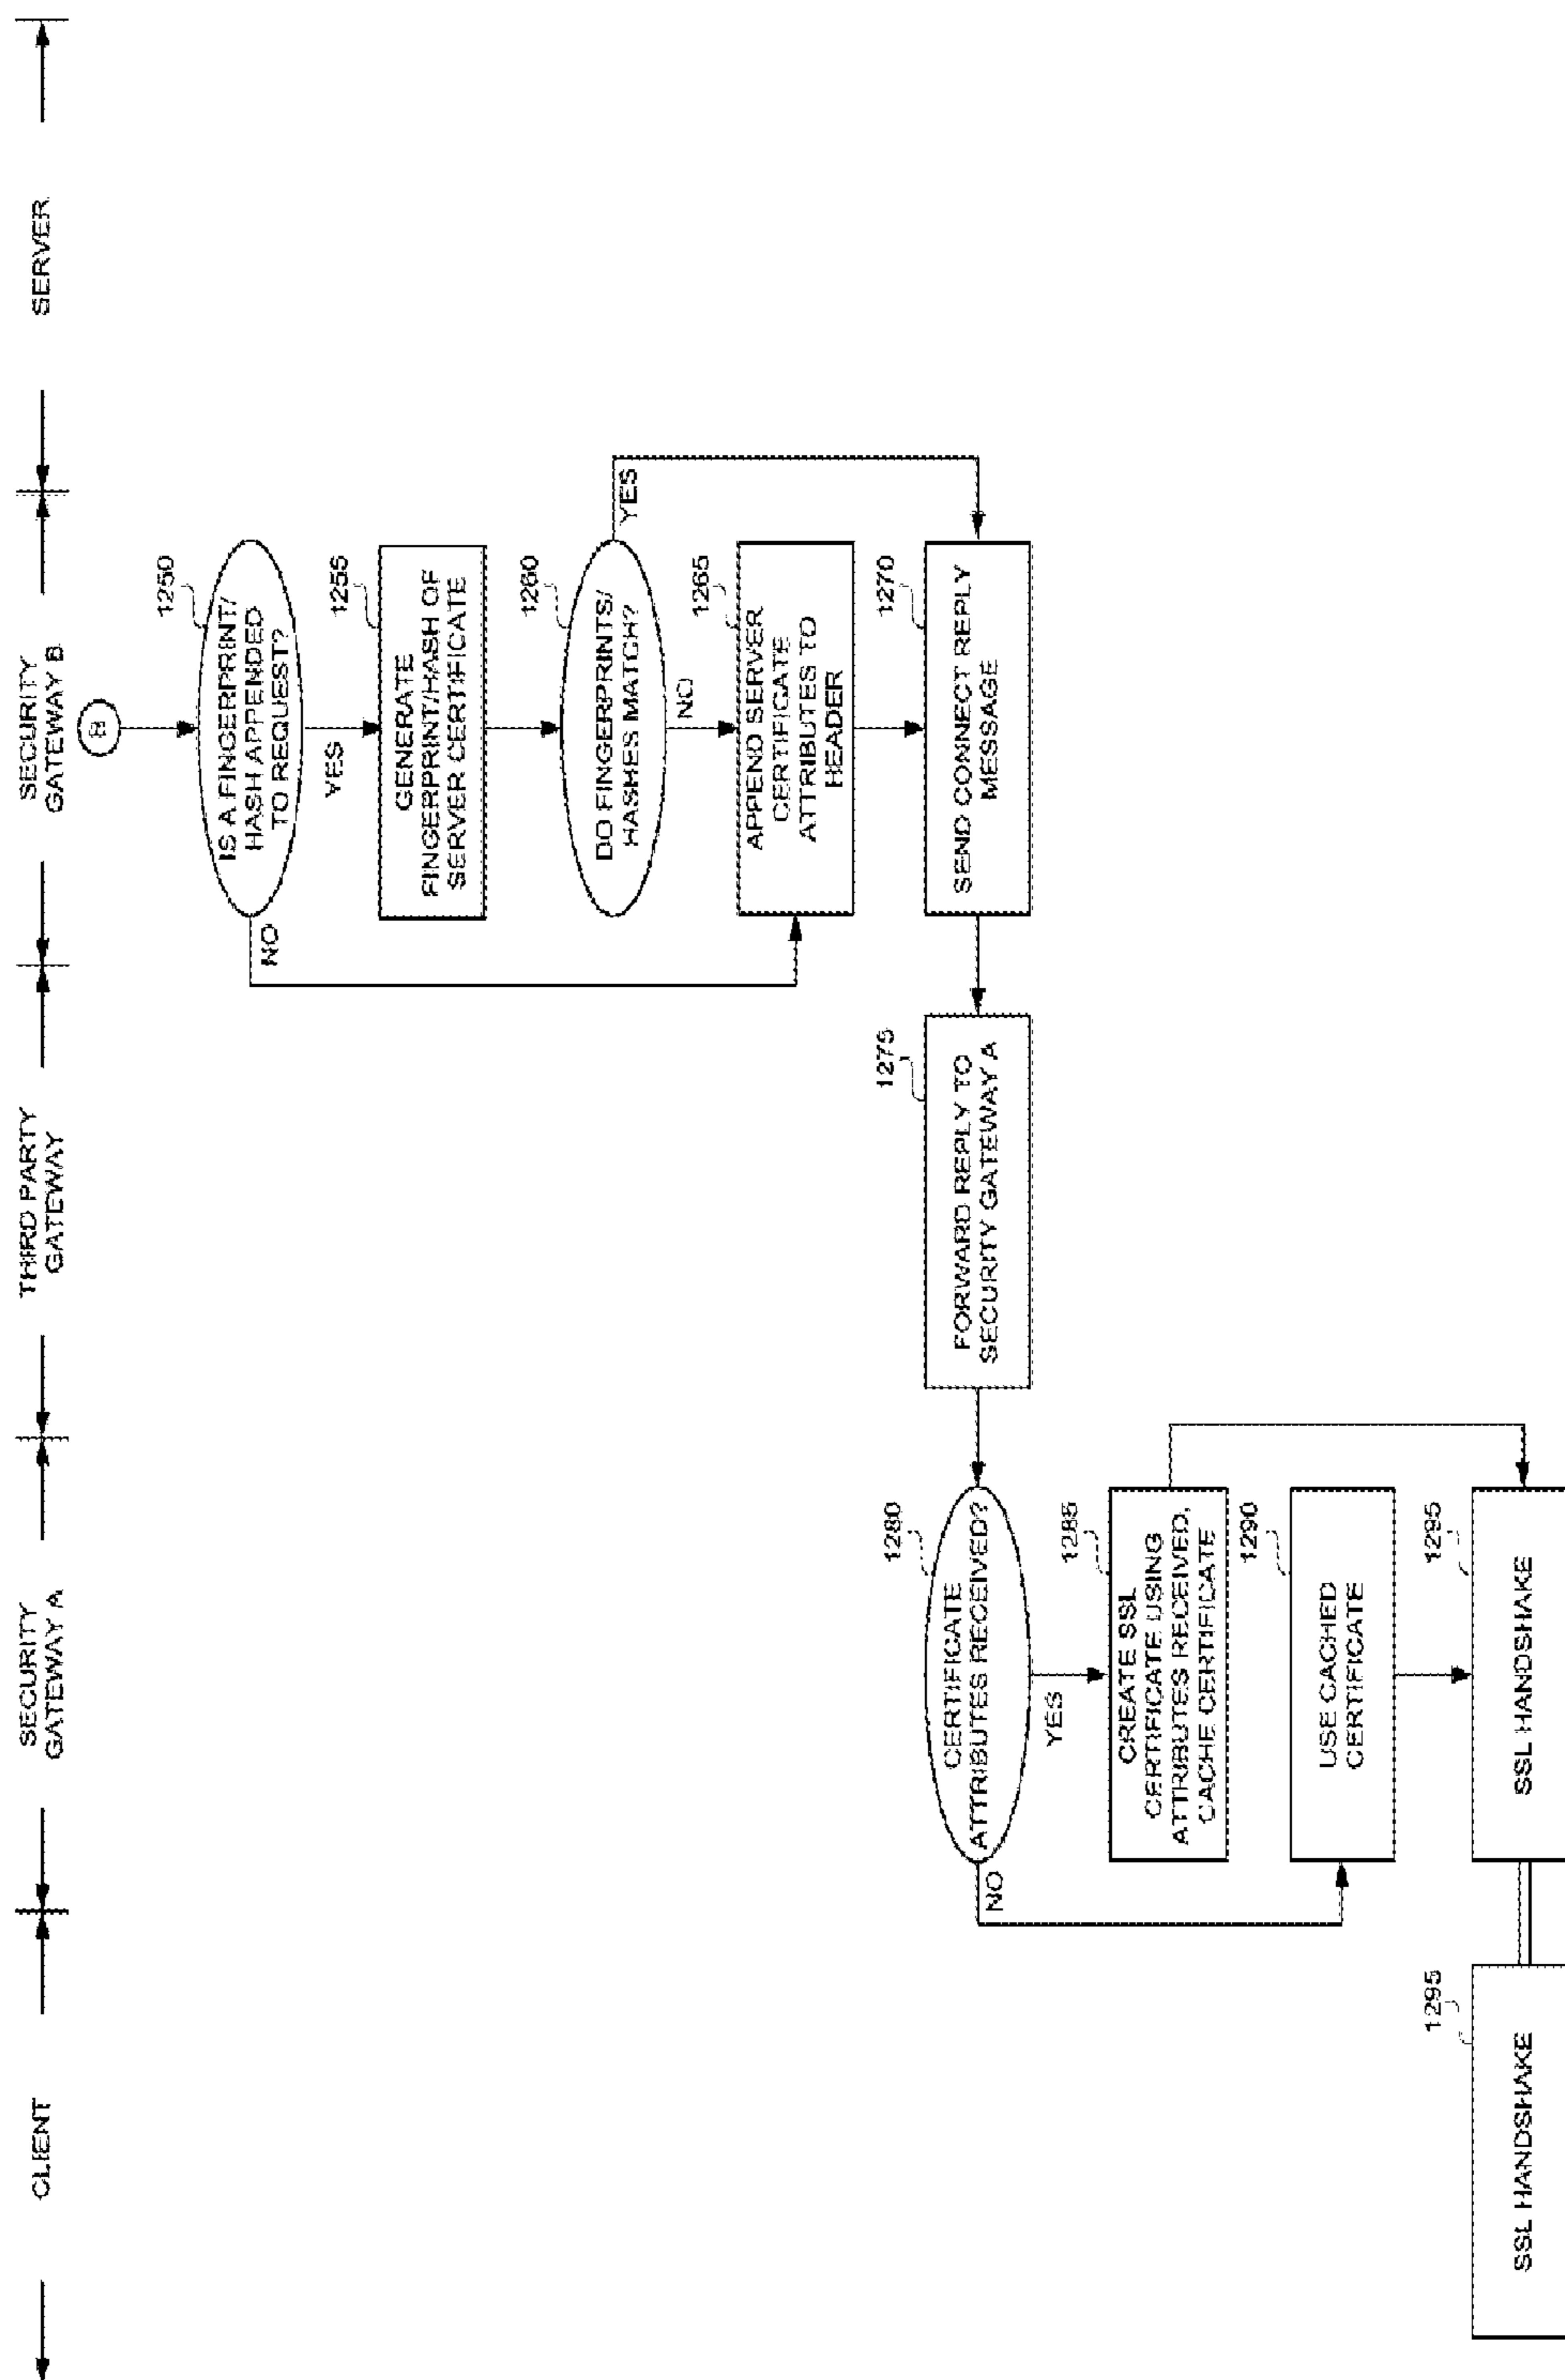 CLIENT
SECURITY
GATEWAY A
THIRD PARTY
GATEWAY
SECURITY
GATEWAY B
SERVER
B
1250
IS A FINGERPRINT/
HASH APPENDED
TO REQUEST?
NO
YES
1255
GENERATE
FINGERPRINT/HASH OF
SERVER CERTIFICATE
1260
DO FINGERPRINTS/
HASHES MATCH?
YES
NO
1265
APPEND SERVER
CERTIFICATE
ATTRIBUTES TO
HEADER
1270
SEND CONNECT REPLY
MESSAGE
1275
FORWARD REPLY TO
SECURITY GATEWAY A
1280
CERTIFICATE
ATTRIBUTES RECEIVED?
NO
YES
1285
CREATE SSL
CERTIFICATE USING
ATTRIBUTES RECEIVED,
CACHE CERTIFICATE
1290
USE CACHED
CERTIFICATE
1295
SSL HANDSHAKE
1295
SSL HANDSHAKE